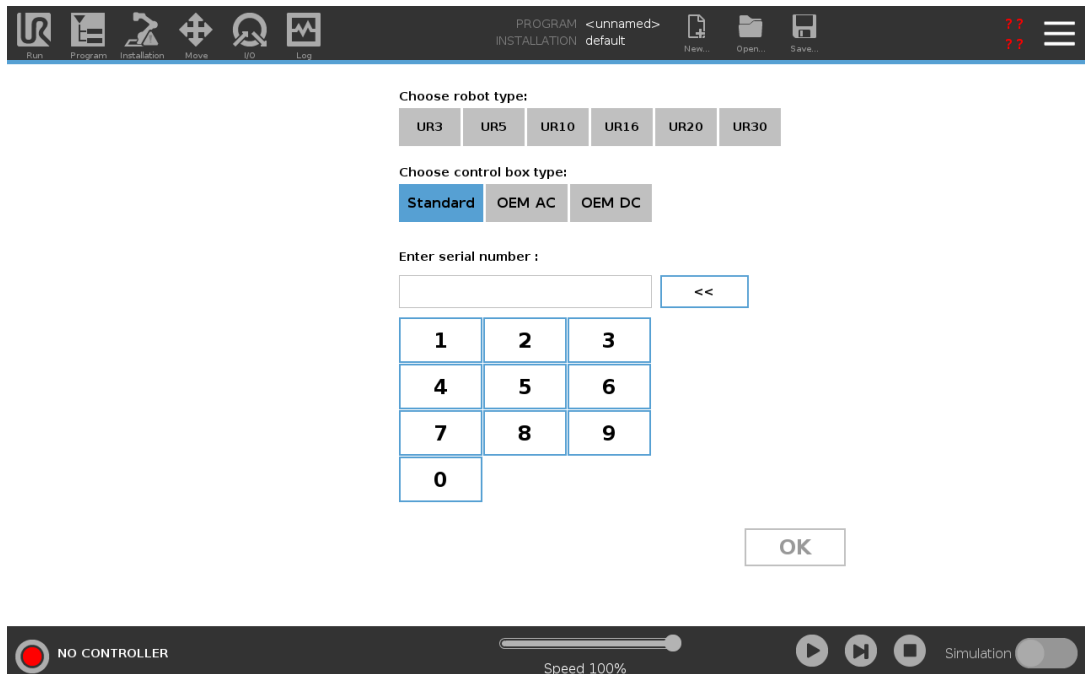 PROGRAM <unnamed>
INSTALLATION default
UR
Run Program Installation Move I/O Log New... Open... Save...
? ?
? ?
Choose robot type:
UR3 UR5 UR10 UR16 UR20 UR30
Choose control box type:
Standard OEM AC OEM DC
Enter serial number :
<<
1 2 3
4 5 6
7 8 9
0
OK
NO CONTROLLER
Speed 100%
Simulation